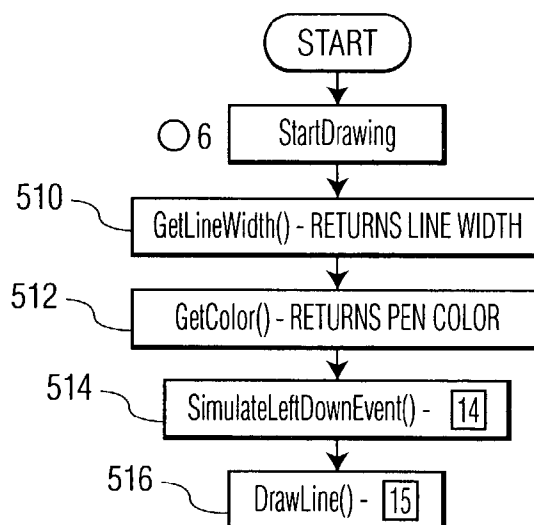 START
6 StartDrawing
510
GetLineWidth() - RETURNS LINE WIDTH
512
GetColor() - RETURNS PEN COLOR
514
SimulateLeftDownEvent() - 14
516
DrawLine() - 15